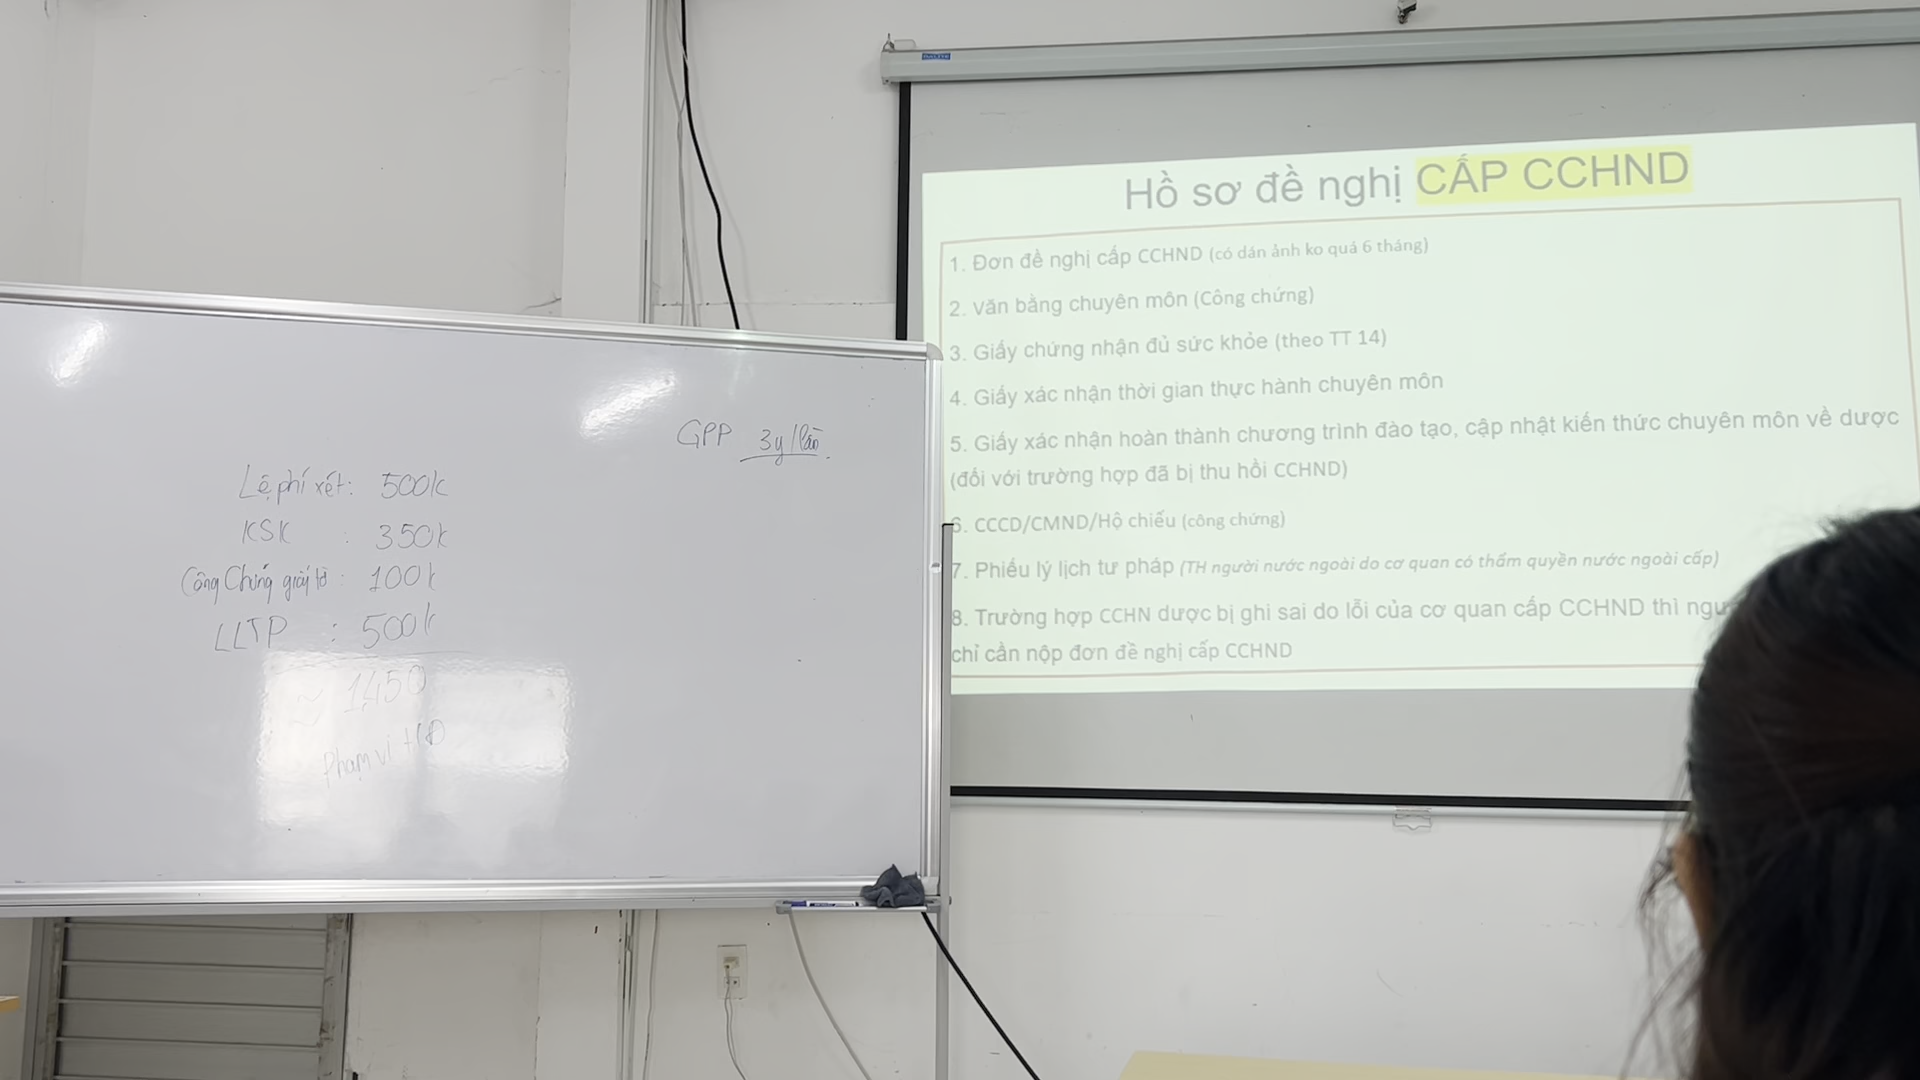 GPP 3y/lần
Lệ phí xét: 500k
KSK : 350k
Công Chứng giấy tờ : 100k
LLTP : 500k
≈ 1,450
Phạm vi HĐ
Hồ sơ đề nghị CẤP CCHND
1. Đơn đề nghị cấp CCHND (có dán ảnh ko quá 6 tháng)
2. Văn bằng chuyên môn (Công chứng)
3. Giấy chứng nhận đủ sức khỏe (theo TT 14)
4. Giấy xác nhận thời gian thực hành chuyên môn
5. Giấy xác nhận hoàn thành chương trình đào tạo, cập nhật kiến thức chuyên môn về dược
(đối với trường hợp đã bị thu hồi CCHND)
6. CCCD/CMND/Hộ chiếu (công chứng)
7. Phiếu lý lịch tư pháp (TH người nước ngoài do cơ quan có thẩm quyền nước ngoài cấp)
8. Trường hợp CCHN dược bị ghi sai do lỗi của cơ quan cấp CCHND thì
chỉ cần nộp đơn đề nghị cấp CCHND